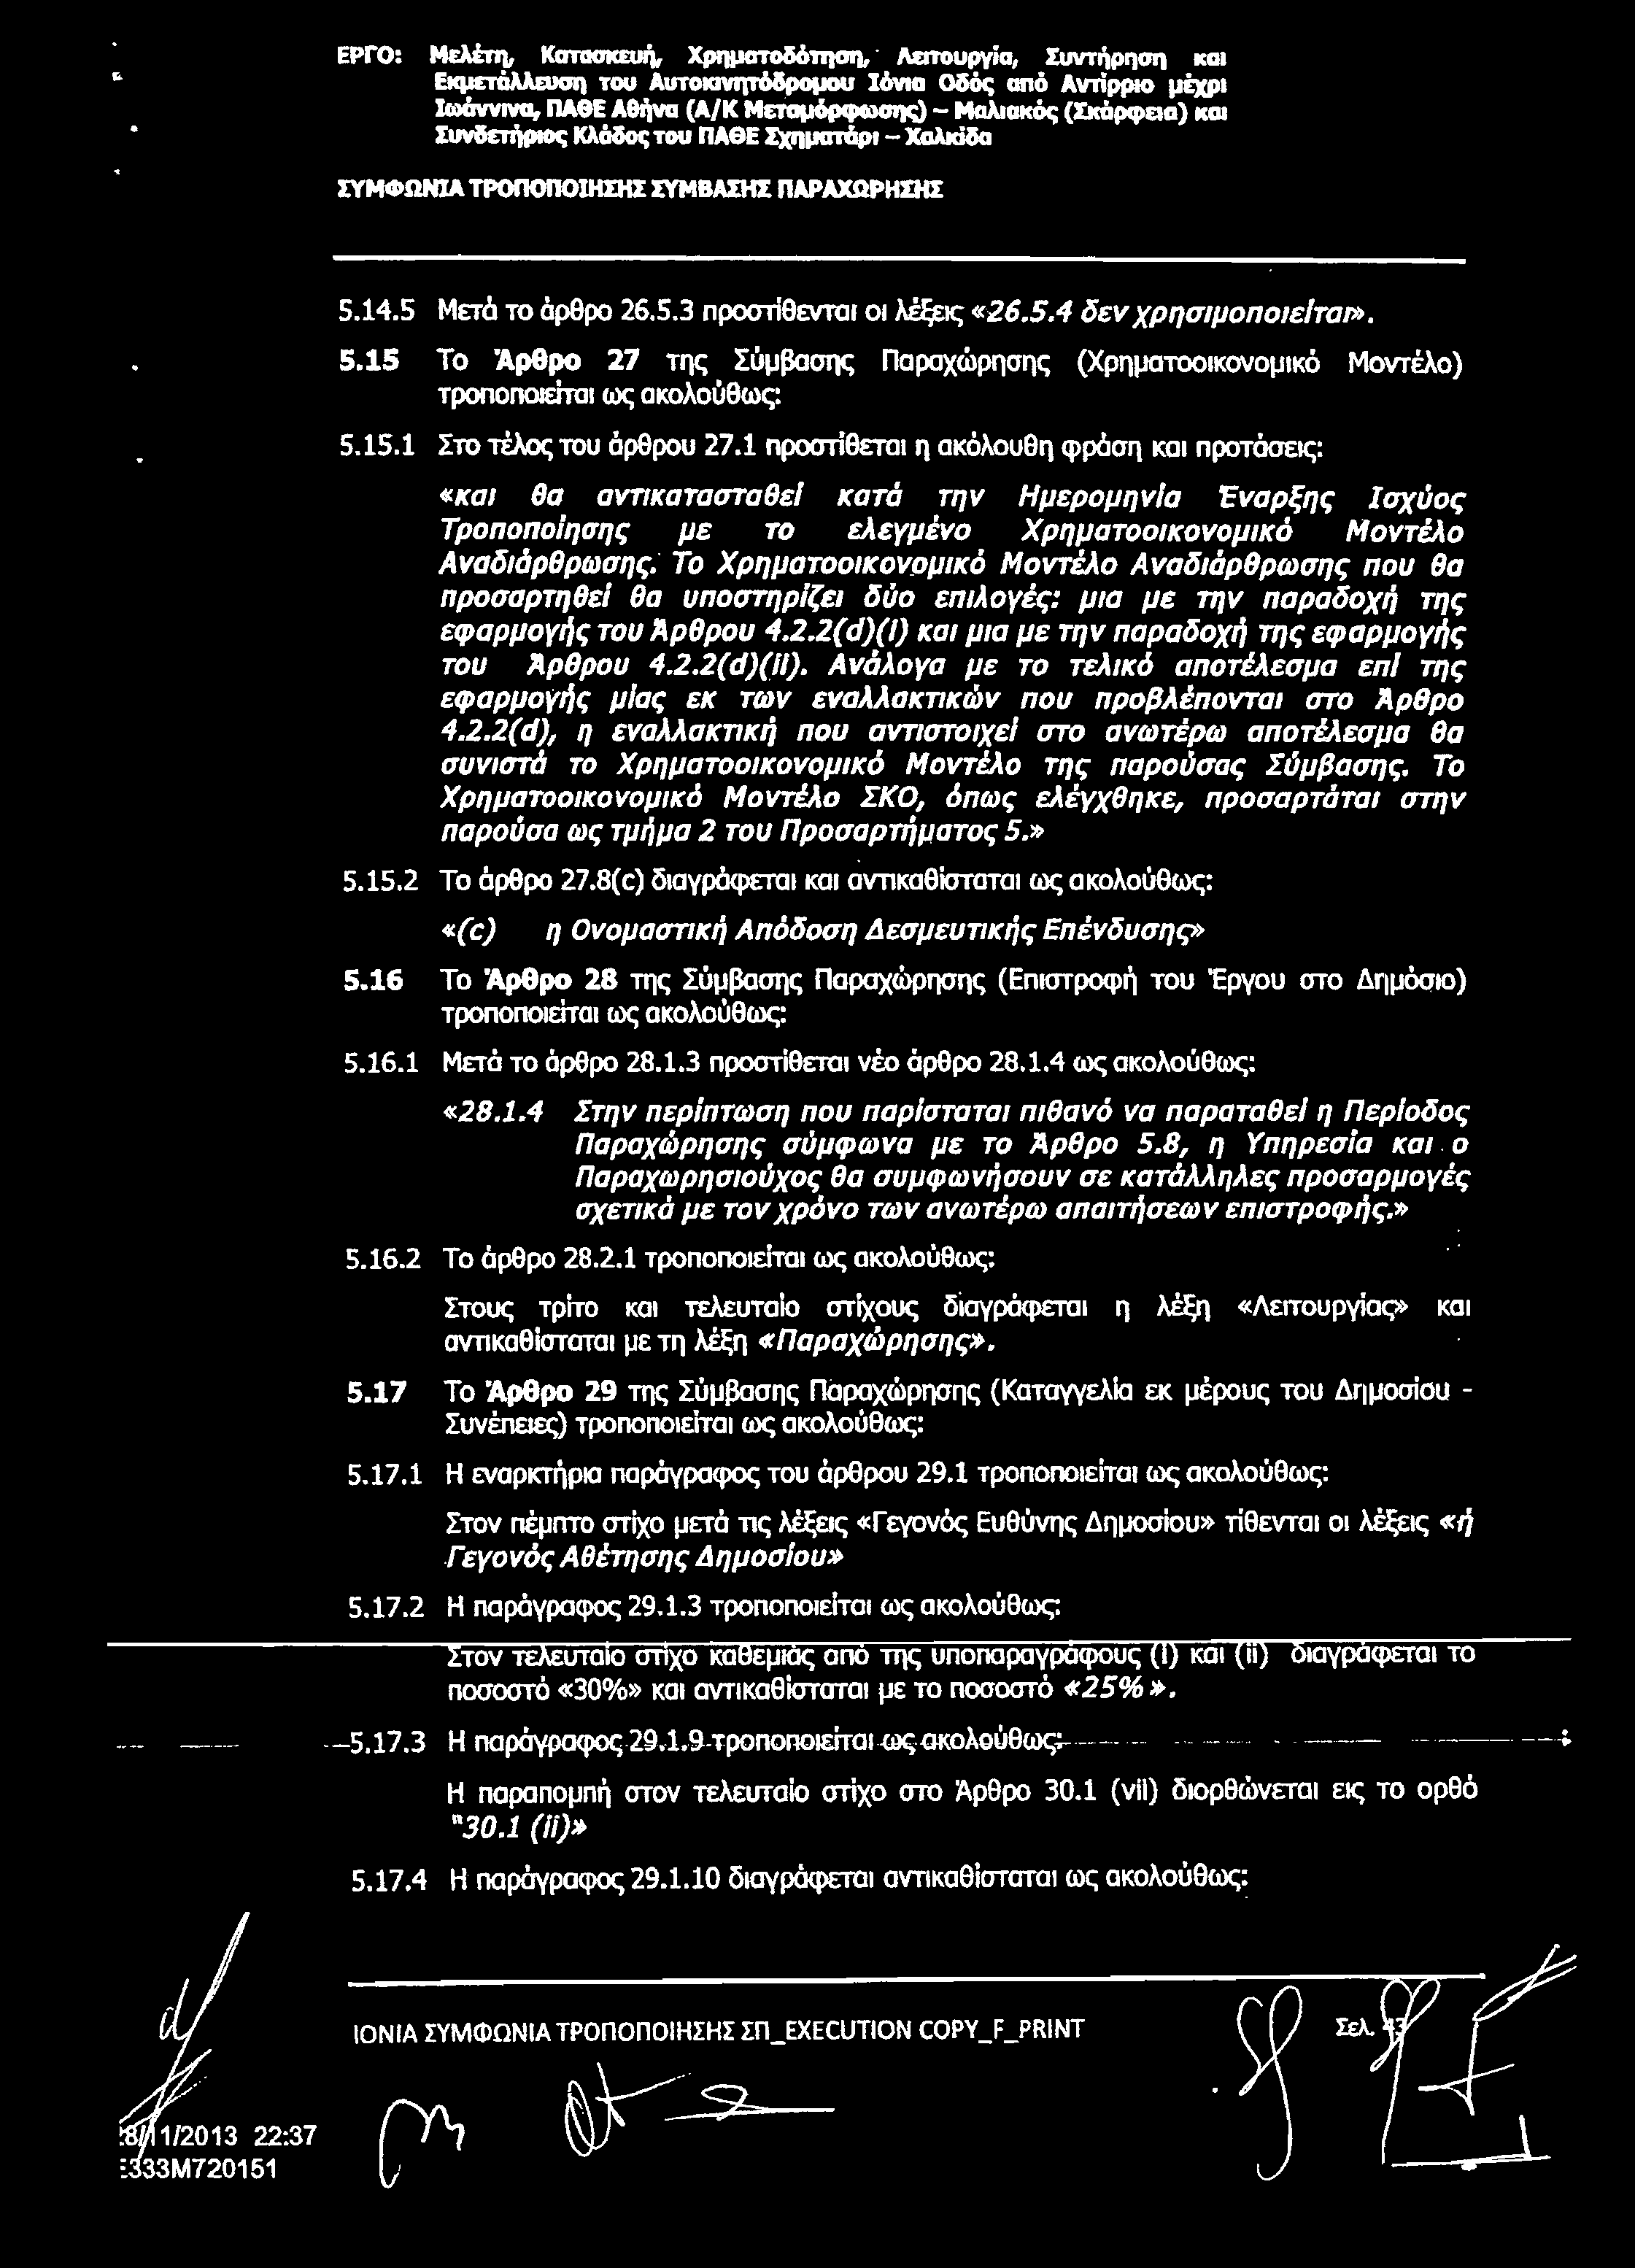 ΕΡΓΟ: Μελέτη, Κατασκευή, Χρηματοδότηση, Λειτουργία, Συντήρηση και
Εκμετάλλευση του Αυτοκινητόδρομου Ιόνια Οδός από Αντίρριο μέχρι
Ιωάννινα, ΠΑΘΕ Αθήνα (Α/Κ Μεταμόρφωσης) – Μαλιακός (Σκάρφεια) και
Συνδετήριος Κλάδος του ΠΑΘΕ Σχηματάρι – Χαλκίδα
ΣΥΜΦΩΝΙΑ ΤΡΟΠΟΠΟΙΗΣΗΣ ΣΥΜΒΑΣΗΣ ΠΑΡΑΧΩΡΗΣΗΣ
5.14.5 Μετά το άρθρο 26.5.3 προστίθενται οι λέξεις «26.5.4 δεν χρησιμοποιείται».
5.15 Το Άρθρο 27 της Σύμβασης Παραχώρησης (Χρηματοοικονομικό Μοντέλο)
τροποποιείται ως ακολούθως:
5.15.1 Στο τέλος του άρθρου 27.1 προστίθεται η ακόλουθη φράση και προτάσεις:
«και θα αντικατασταθεί κατά την Ημερομηνία Έναρξης Ισχύος
Τροποποίησης με το ελεγμένο Χρηματοοικονομικό Μοντέλο
Αναδιάρθρωσης. Το Χρηματοοικονομικό Μοντέλο Αναδιάρθρωσης που θα
προσαρτηθεί θα υποστηρίζει δύο επιλογές: μια με την παραδοχή της
εφαρμογής του Άρθρου 4.2.2(d)(i) και μια με την παραδοχή της εφαρμογής
του Άρθρου 4.2.2(d)(ii). Ανάλογα με το τελικό αποτέλεσμα επί της
εφαρμογής μίας εκ των εναλλακτικών που προβλέπονται στο Άρθρο
4.2.2(d), η εναλλακτική που αντιστοιχεί στο ανωτέρω αποτέλεσμα θα
συνιστά το Χρηματοοικονομικό Μοντέλο της παρούσας Σύμβασης. Το
Χρηματοοικονομικό Μοντέλο ΣΚΟ, όπως ελέγχθηκε, προσαρτάται στην
παρούσα ως τμήμα 2 του Προσαρτήματος 5.»
5.15.2 Το άρθρο 27.8(c) διαγράφεται και αντικαθίσταται ως ακολούθως:
«(c) η Ονομαστική Απόδοση Δεσμευτικής Επένδυσης»
5.16 Το Άρθρο 28 της Σύμβασης Παραχώρησης (Επιστροφή του Έργου στο Δημόσιο)
τροποποιείται ως ακολούθως:
5.16.1 Μετά το άρθρο 28.1.3 προστίθεται νέο άρθρο 28.1.4 ως ακολούθως:
«28.1.4 Στην περίπτωση που παρίσταται πιθανό να παραταθεί η Περίοδος
Παραχώρησης σύμφωνα με το Άρθρο 5.8, η Υπηρεσία και ο
Παραχωρησιούχος θα συμφωνήσουν σε κατάλληλες προσαρμογές
σχετικά με τον χρόνο των ανωτέρω απαιτήσεων επιστροφής.»
5.16.2 Το άρθρο 28.2.1 τροποποιείται ως ακολούθως:
Στους τρίτο και τελευταίο στίχους διαγράφεται η λέξη «Λειτουργίας» και
αντικαθίσταται με τη λέξη «Παραχώρησης».
5.17 Το Άρθρο 29 της Σύμβασης Παραχώρησης (Καταγγελία εκ μέρους του Δημοσίου -
Συνέπειες) τροποποιείται ως ακολούθως:
5.17.1 Η εναρκτήρια παράγραφος του άρθρου 29.1 τροποποιείται ως ακολούθως:
Στον πέμπτο στίχο μετά τις λέξεις «Γεγονός Ευθύνης Δημοσίου» τίθενται οι λέξεις «ή
Γεγονός Αθέτησης Δημοσίου»
5.17.2 Η παράγραφος 29.1.3 τροποποιείται ως ακολούθως:
Στον τελευταίο στίχο καθεμιάς από της υποπαραγράφους (i) και (ii) διαγράφεται το
ποσοστό «30%» και αντικαθίσταται με το ποσοστό «25%».
5.17.3 Η παράγραφος 29.1.9 τροποποιείται ως ακολούθως:
Η παραπομπή στον τελευταίο στίχο στο Άρθρο 30.1 (vii) διορθώνεται εις το ορθό
"30.1 (ii)»
5.17.4 Η παράγραφος 29.1.10 διαγράφεται αντικαθίσταται ως ακολούθως:
ΙΟΝΙΑ ΣΥΜΦΩΝΙΑ ΤΡΟΠΟΠΟΙΗΣΗΣ ΣΠ_EXECUTION COPY_F_PRINT Σελ. 43
8/11/2013 22:37
333M720151